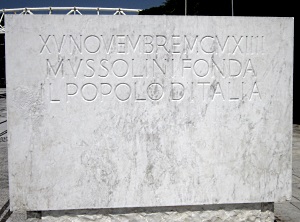 XV NOVEMBRE MCMXIIII
MVSSOLINI FONDA
IL POPOLO D'ITALIA